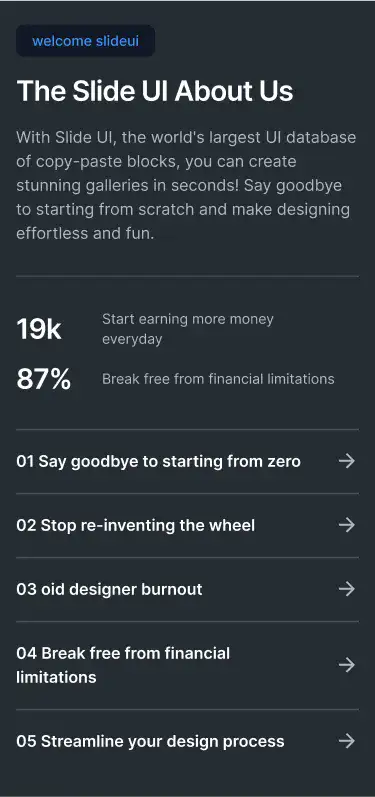 welcome slideui
The Slide UI About Us
With Slide UI, the world's largest UI database
of copy-paste blocks, you can create
stunning galleries in seconds! Say goodbye
to starting from scratch and make designing
effortless and fun.
19k
Start earning more money
everyday
87%
Break free from financial limitations
01 Say goodbye to starting from zero
02 Stop re-inventing the wheel
03 oid designer burnout
04 Break free from financial
limitations
05 Streamline your design process